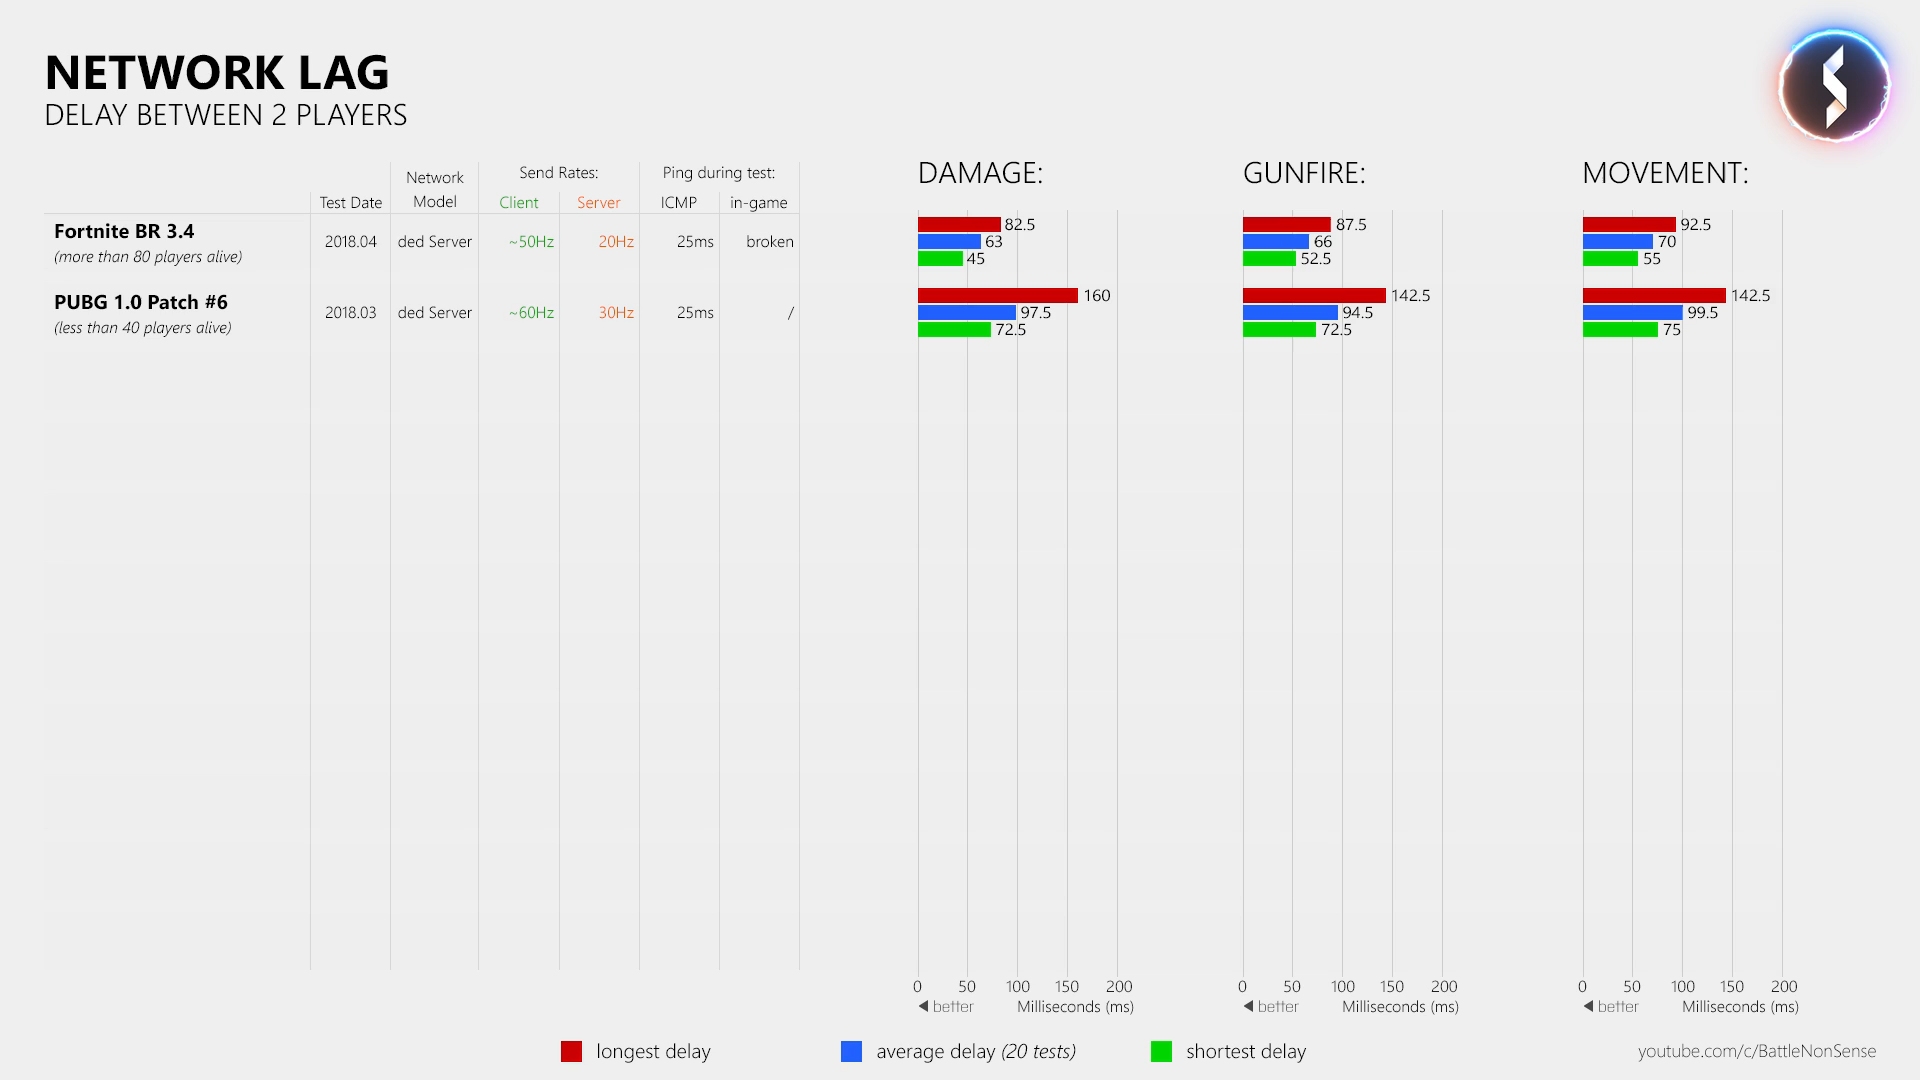 NETWORK LAG
DELAY BETWEEN 2 PLAYERS
Network Model
Send Rates:
Ping during test:
Test Date
Client
Server
ICMP
in-game
DAMAGE:
GUNFIRE:
MOVEMENT:
Fortnite BR 3.4
(more than 80 players alive)
2018.04
ded Server
~50Hz
20Hz
25ms
broken
82.5
63
45
87.5
66
52.5
92.5
70
55
PUBG 1.0 Patch #6
(less than 40 players alive)
2018.03
ded Server
~60Hz
30Hz
25ms
/
160
97.5
72.5
142.5
94.5
72.5
142.5
99.5
75
0 50 100 150 200
better Milliseconds (ms)
0 50 100 150 200
better Milliseconds (ms)
0 50 100 150 200
better Milliseconds (ms)
longest delay
average delay (20 tests)
shortest delay
youtube.com/c/BattleNonSense